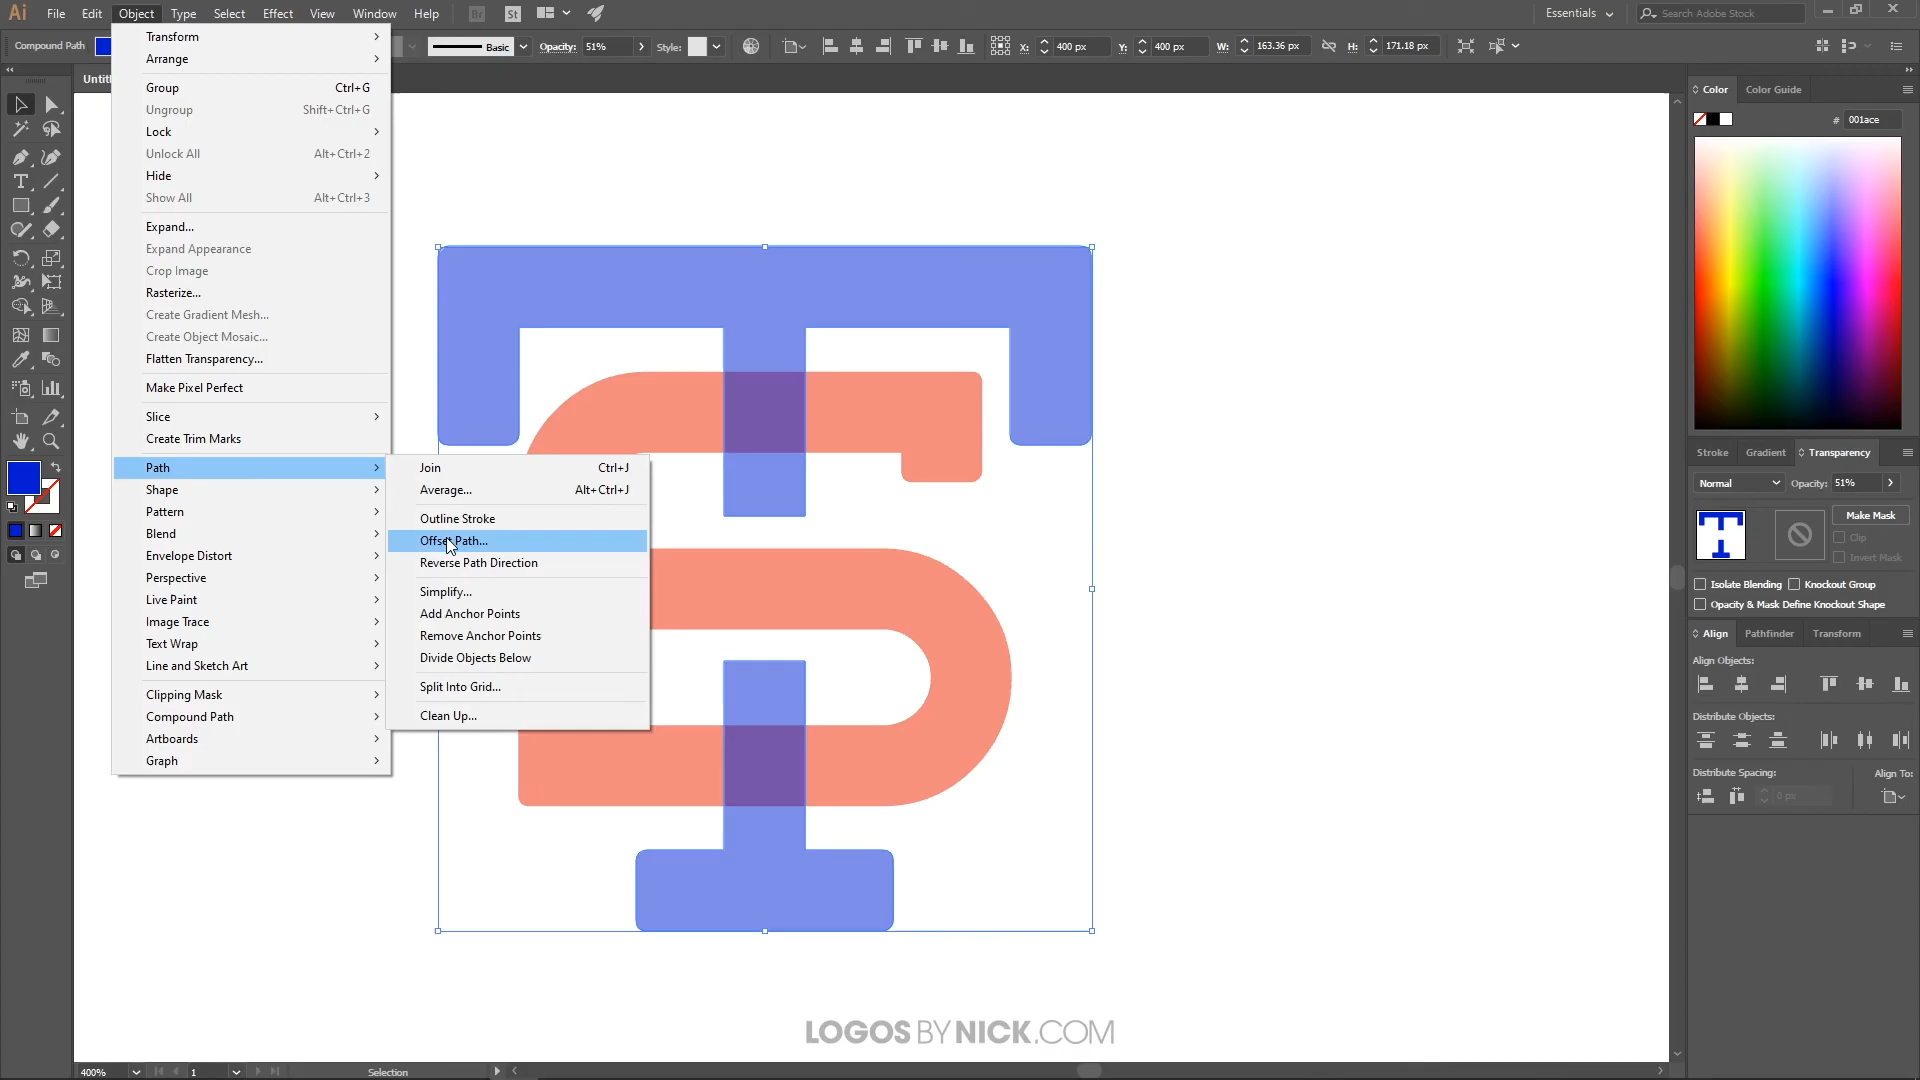 Ai File Edit Object Type Select Effect View Window Help Br St Essentials Search Adobe Stock
Compound Path Basic Opacity: 51% Style: X: 400 px Y: 400 px W: 163.36 px H: 171.18 px
Untitl
Transform
Arrange
Group Ctrl+G
Ungroup Shift+Ctrl+G
Lock
Unlock All Alt+Ctrl+2
Hide
Show All Alt+Ctrl+3
Expand...
Expand Appearance
Crop Image
Rasterize...
Create Gradient Mesh...
Create Object Mosaic...
Flatten Transparency...
Make Pixel Perfect
Slice
Create Trim Marks
Path
Shape
Pattern
Blend
Envelope Distort
Perspective
Live Paint
Image Trace
Text Wrap
Line and Sketch Art
Clipping Mask
Compound Path
Artboards
Graph
Join Ctrl+J
Average... Alt+Ctrl+J
Outline Stroke
Offset Path...
Reverse Path Direction
Simplify...
Add Anchor Points
Remove Anchor Points
Divide Objects Below
Split Into Grid...
Clean Up...
Color Color Guide
# 001ace
Stroke Gradient Transparency
Normal Opacity: 51%
Make Mask
Clip
Invert Mask
Isolate Blending Knockout Group
Opacity & Mask Define Knockout Shape
Align Pathfinder Transform
Align Objects:
Distribute Objects:
Distribute Spacing: Align To:
0 px
LOGOS BY NICK.COM
400% 1 Selection